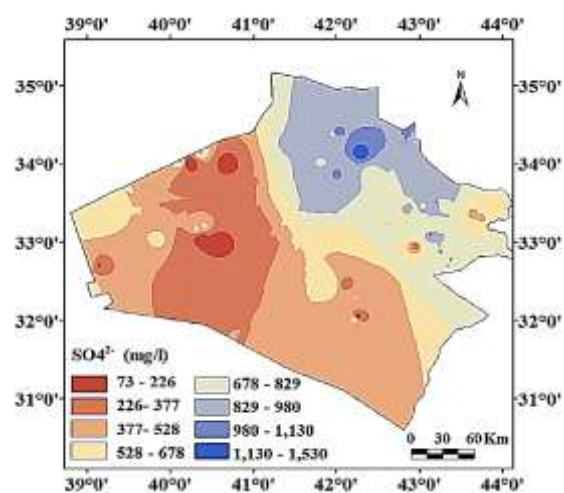 39°0' 40°0' 41°0' 42°0' 43°0' 44°0'
N
35°0' 35°0'
34°0' 34°0'
33°0' 33°0'
32°0' 32°0'
31°0' 31°0'
SO4²⁻ (mg/l)
73 - 226 678 - 829
226- 377 829 - 980
377- 528 980 - 1,130
528 - 678 1,130 - 1,530
0 30 60 Km
39°0' 40°0' 41°0' 42°0' 43°0' 44°0'